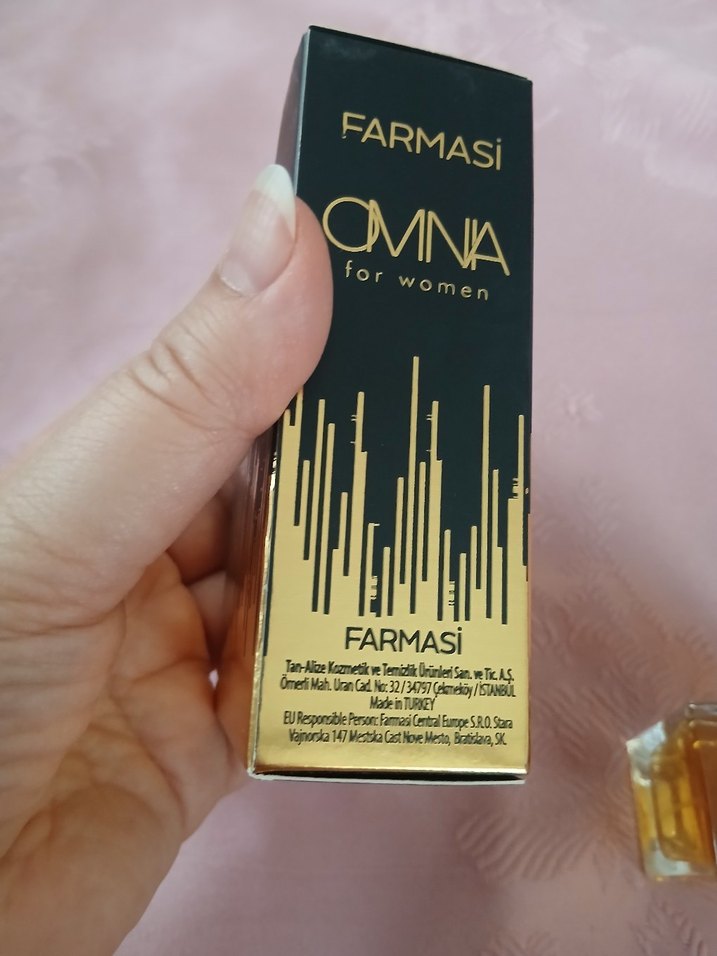 FARMASİ
OMNIA
for women
FARMASİ
Tan-Alize Kozmetik ve Temizlik Ürünleri San. ve Tic. A.Ş.
Ömerli Mah. Uran Cad. No: 32 / 34797 Çekmeköy / İSTANBUL
Made in TURKEY
EU Responsible Person: Farmasi Central Europe S.R.O. Stara
Vajnorska 147 Mestska Cast Nove Mesto, Bratislava, SK.